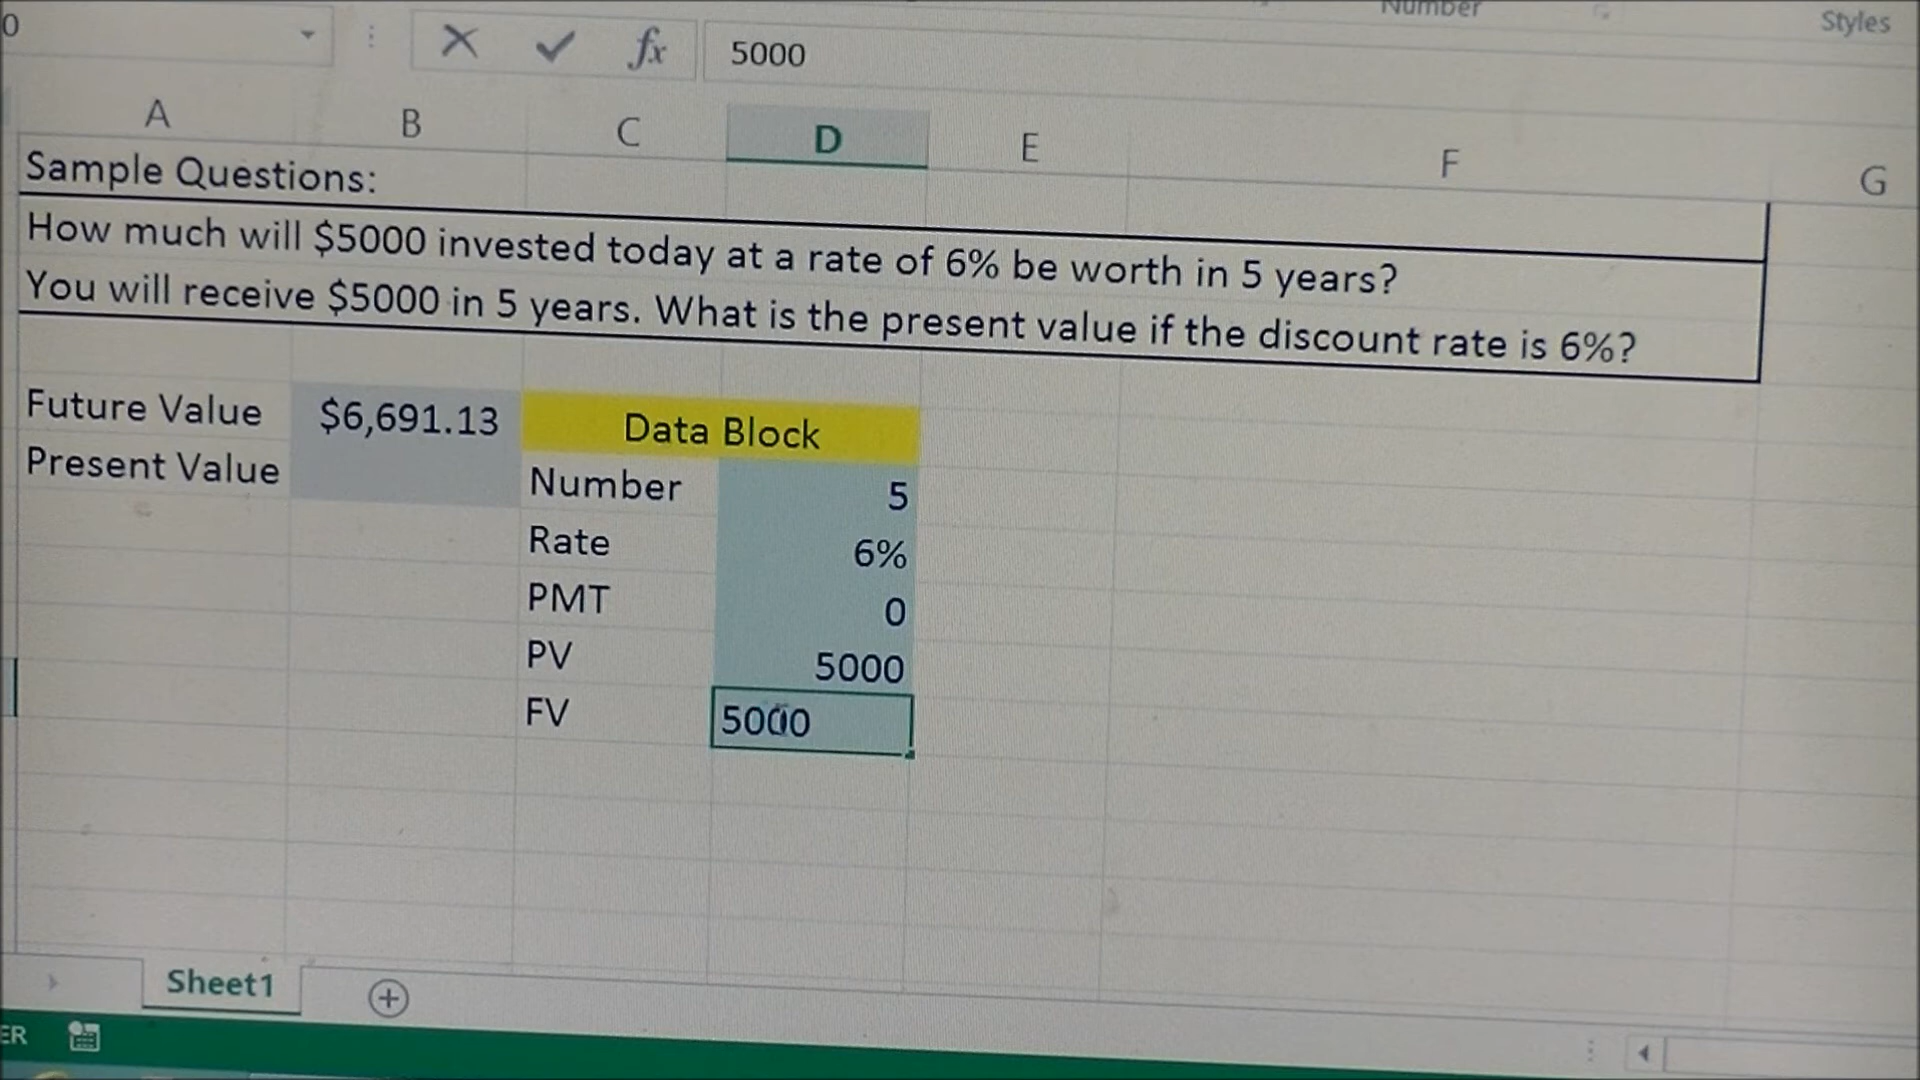 Number
Styles
0
5000
A B C D E F G
Sample Questions:
How much will $5000 invested today at a rate of 6% be worth in 5 years?
You will receive $5000 in 5 years. What is the present value if the discount rate is 6%?
Future Value $6,691.13 Data Block
Present Value
Number 5
Rate 6%
PMT 0
PV 5000
FV 5000
Sheet1
ER